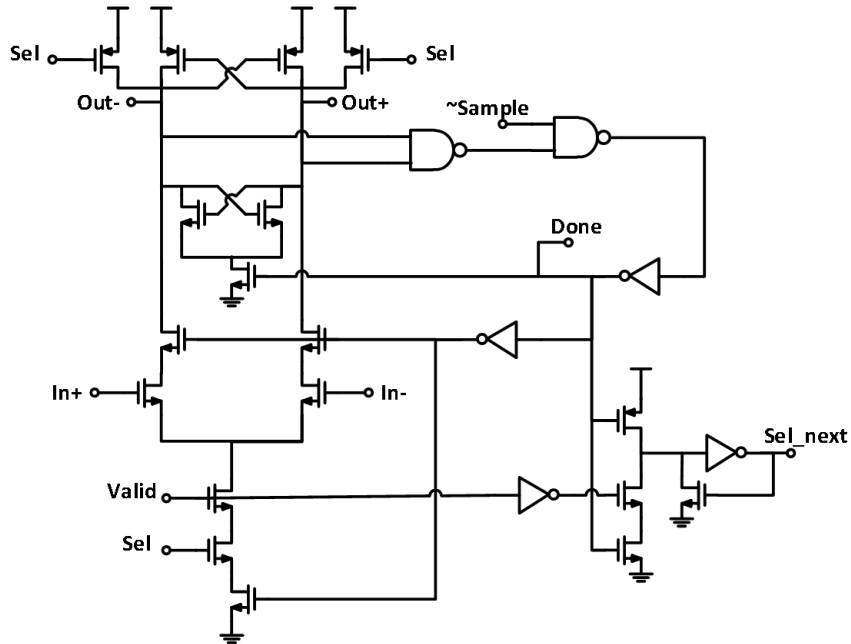 Sel
Sel
Out-
Out+
~Sample
Done
In+
In-
Sel_next
Valid
Sel